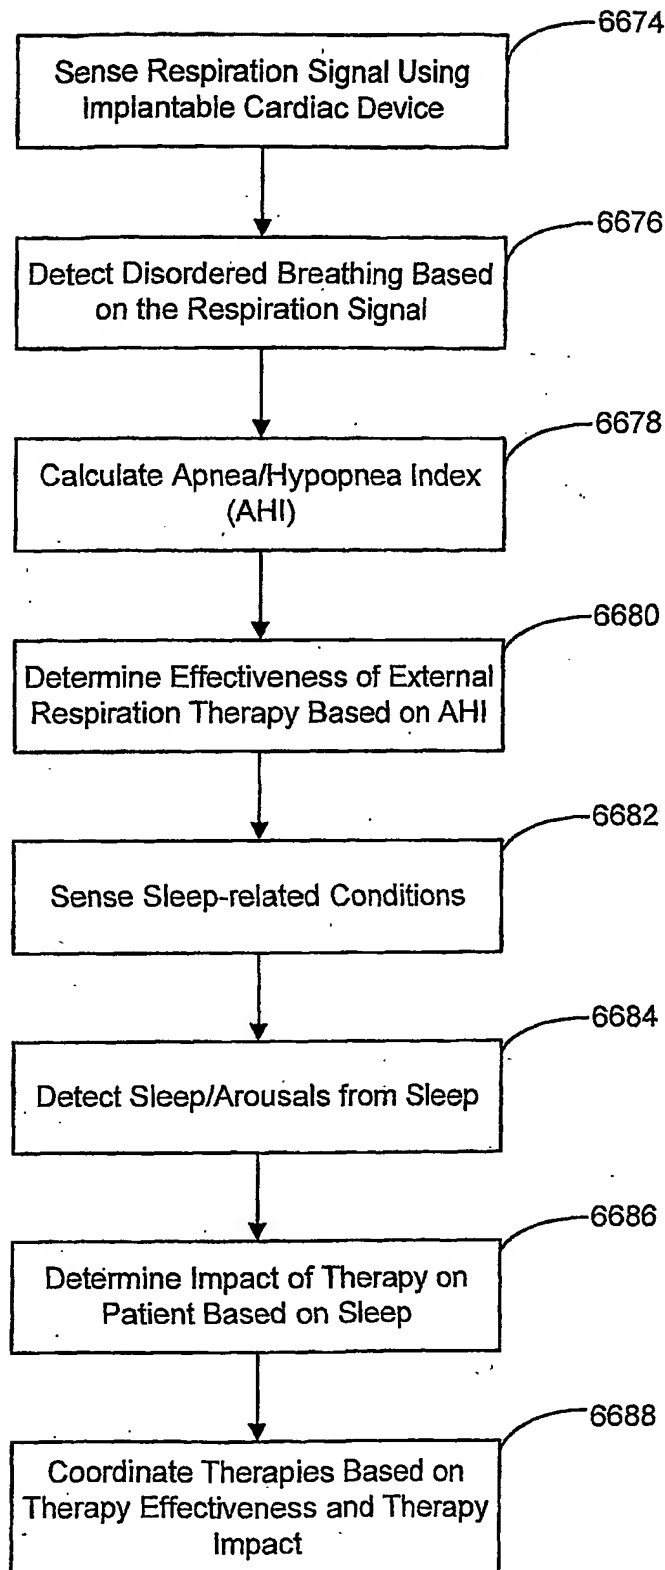 6674
Sense Respiration Signal Using
Implantable Cardiac Device
6676
Detect Disordered Breathing Based
on the Respiration Signal
6678
Calculate Apnea/Hypopnea Index
(AHI)
6680
Determine Effectiveness of External
Respiration Therapy Based on AHI
6682
Sense Sleep-related Conditions
6684
Detect Sleep/Arousals from Sleep
6686
Determine Impact of Therapy on
Patient Based on Sleep
6688
Coordinate Therapies Based on
Therapy Effectiveness and Therapy
Impact